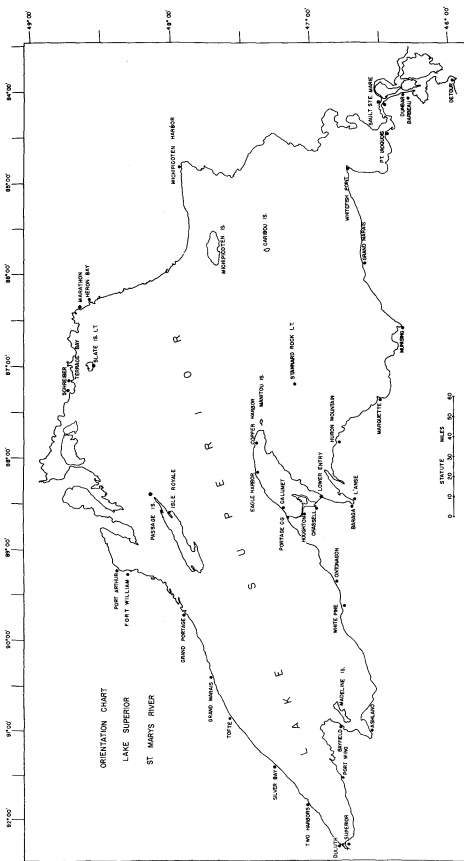 ORIENTATION CHART
LAKE SUPERIOR
ST MARYS RIVER
LAKE SUPERIOR
92°00'
91°00'
90°00'
89°00'
88°00'
87°00'
86°00'
85°00'
84°00'
49°00'
48°00'
47°00'
46°00'
DULUTH
SUPERIOR
TWO HARBORS
SILVER BAY
TOFTE
GRAND MARAIS
GRAND PORTAGE
FORT WILLIAM
PORT ARTHUR
PASSAGE IS.
ISLE ROYALE
SCHREIBER
TERRACE BAY
SLATE IS. LT.
MARATHON
HERON BAY
MICHIPICOTEN HARBOR
MICHIPICOTEN IS.
CARIBOU IS.
STANNARD ROCK LT.
MANITOU IS.
COPPER HARBOR
EAGLE HARBOR
CALUMET
PORTAGE CG
HOUGHTON
CHASSELL
LOWER ENTRY
L'ANSE
BARAGA
HURON MOUNTAIN
MARQUETTE
MUNISING
GRAND MARAIS
WHITEFISH POINT
PT. IROQUOIS
SAULT STE. MARIE
DUNBAR
BARBEAU
DETOUR
ONTONAGON
WHITE PINE
MADELINE IS.
BAYFIELD
ASHLAND
PORT WING
STATUTE MILES
10 0 10 20 30 40 50 60